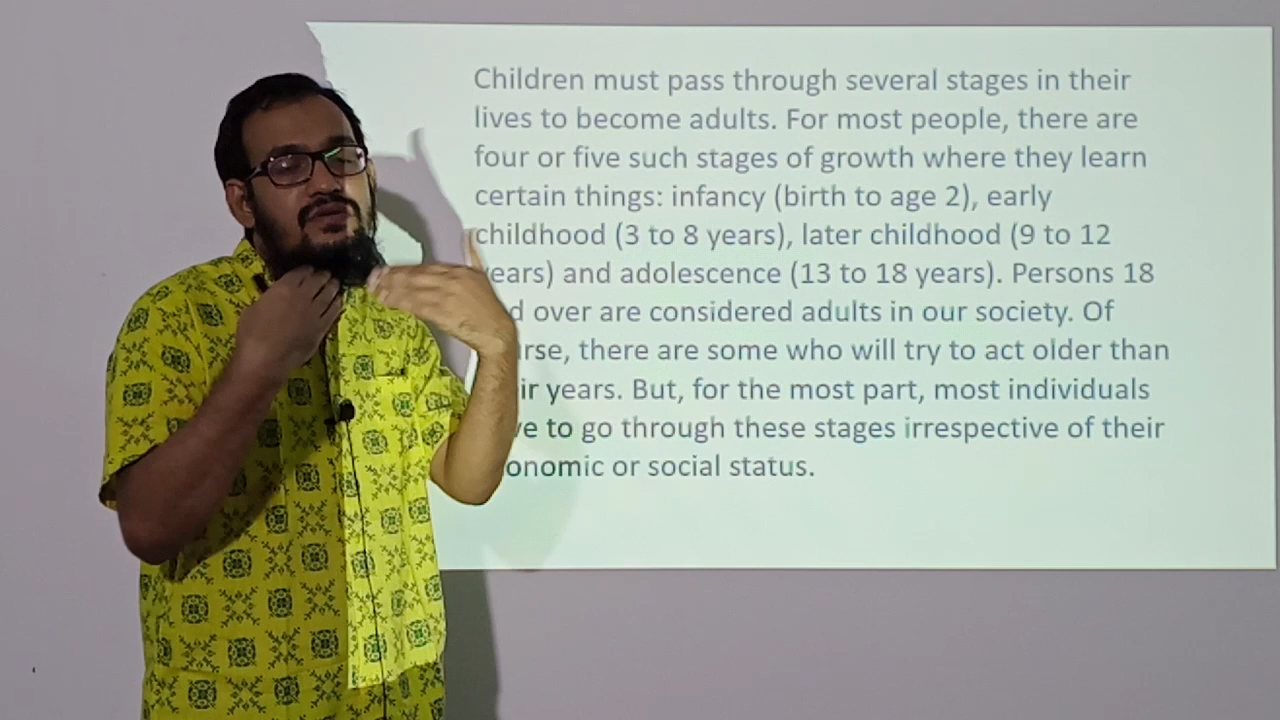 Children must pass through several stages in their
lives to become adults. For most people, there are
four or five such stages of growth where they learn
certain things: infancy (birth to age 2), early
childhood (3 to 8 years), later childhood (9 to 12
years) and adolescence (13 to 18 years). Persons 18
over are considered adults in our society. Of
there are some who will try to act older than
years. But, for the most part, most individuals
to go through these stages irrespective of their
or social status.